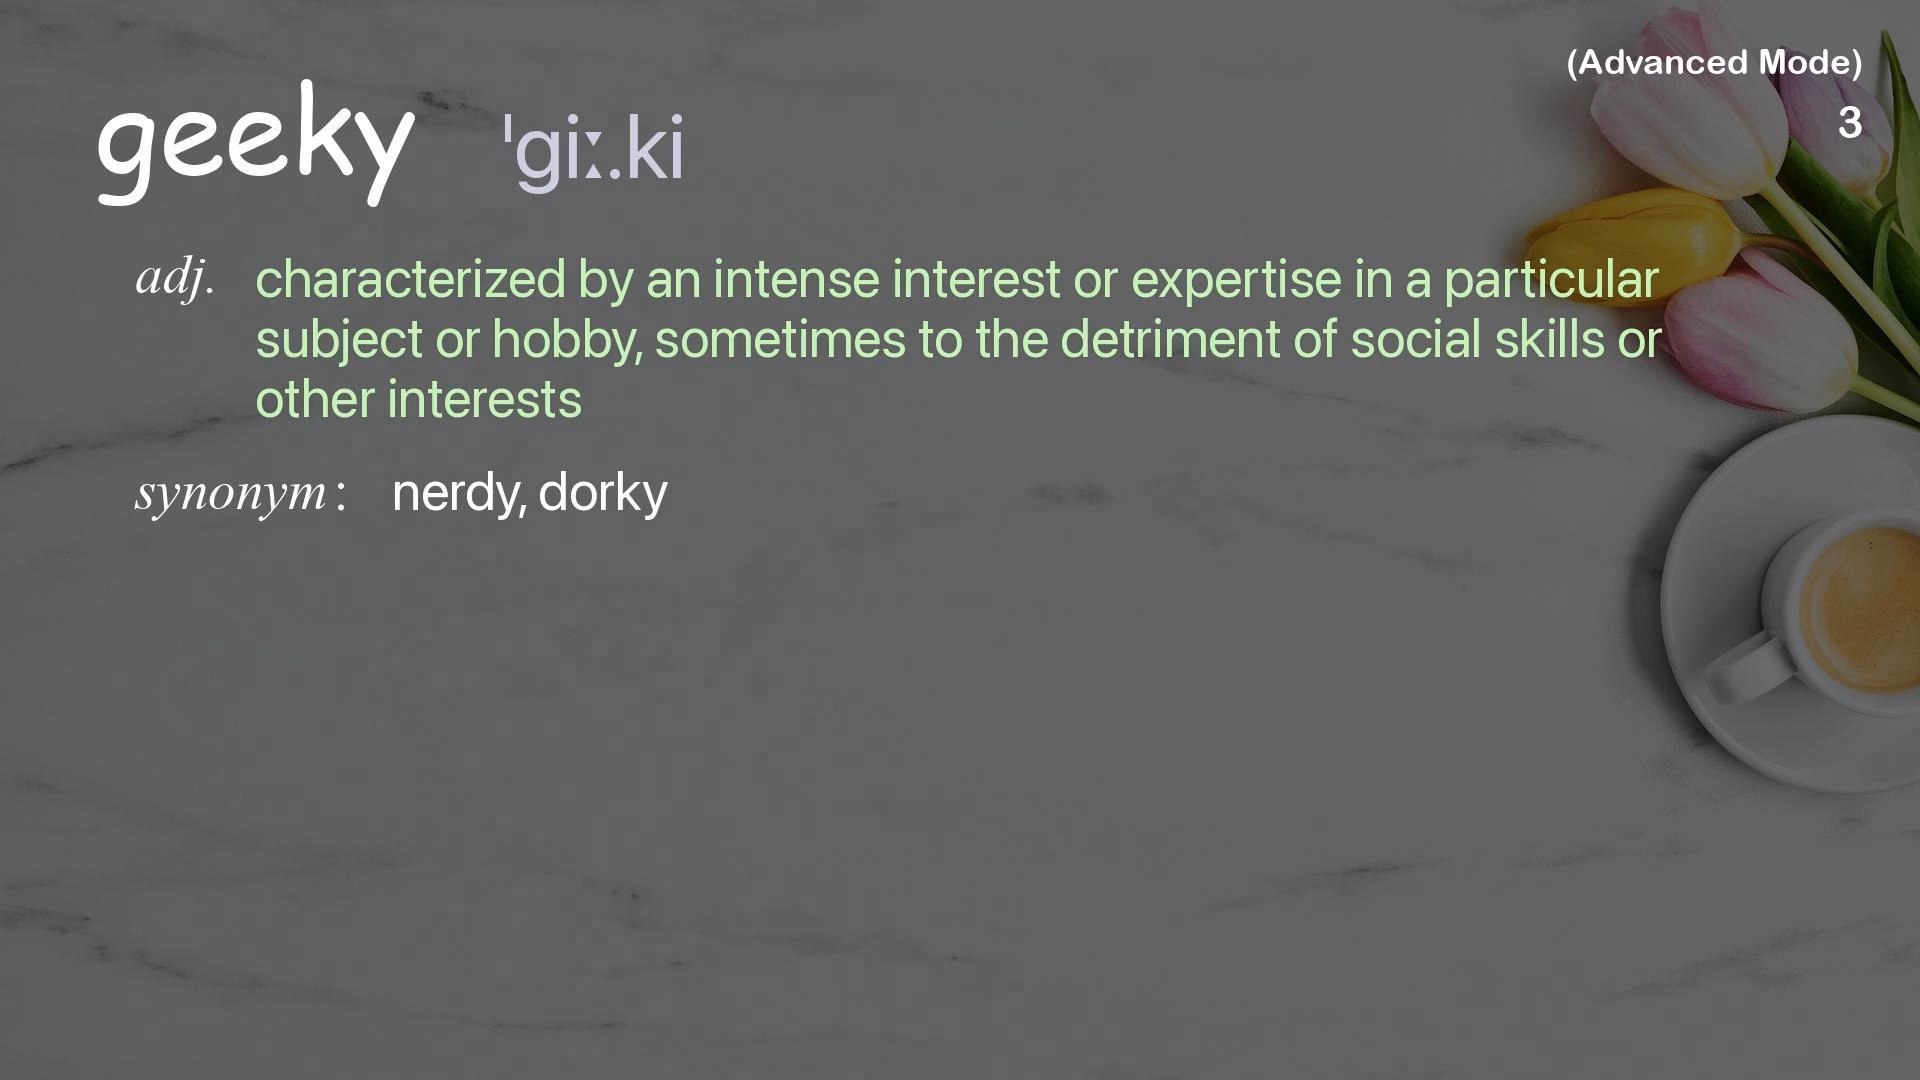 (Advanced Mode)
3
geeky ˈɡiː.ki
adj. characterized by an intense interest or expertise in a particular
subject or hobby, sometimes to the detriment of social skills or
other interests
synonym : nerdy, dorky